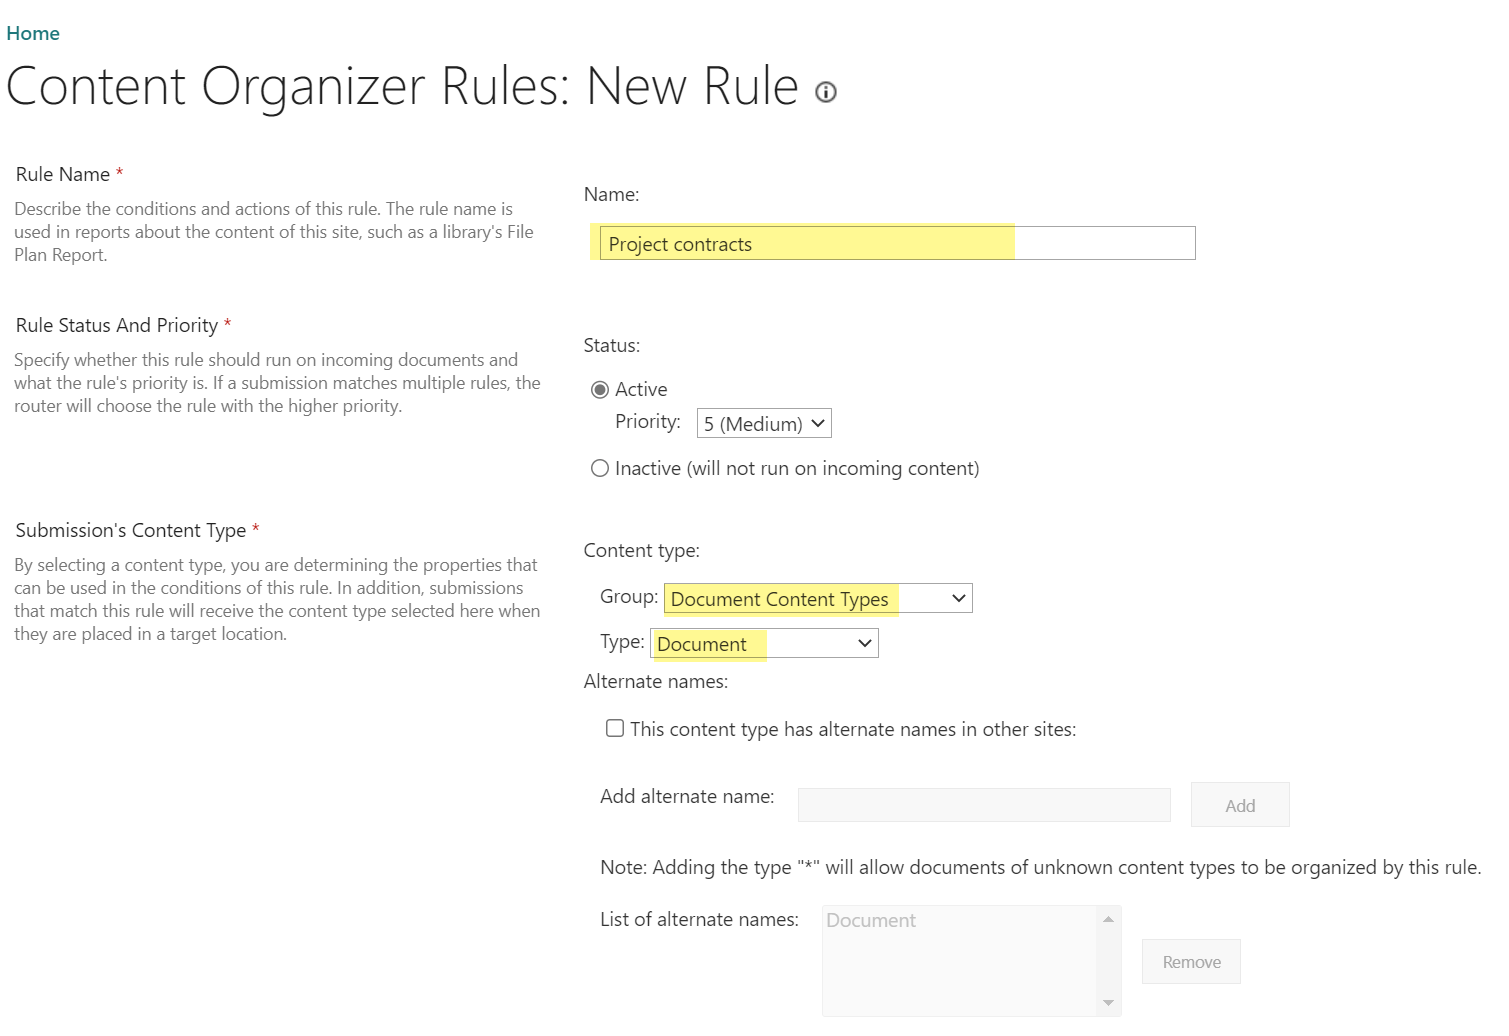 Home
Content Organizer Rules: New Rule
Rule Name *
Describe the conditions and actions of this rule. The rule name is
used in reports about the content of this site, such as a library's File
Plan Report.
Name:
Project contracts
Rule Status And Priority *
Specify whether this rule should run on incoming documents and
what the rule's priority is. If a submission matches multiple rules, the
router will choose the rule with the higher priority.
Status:
Active
Priority: 5 (Medium)
Inactive (will not run on incoming content)
Submission's Content Type *
By selecting a content type, you are determining the properties that
can be used in the conditions of this rule. In addition, submissions
that match this rule will receive the content type selected here when
they are placed in a target location.
Content type:
Group: Document Content Types
Type: Document
Alternate names:
This content type has alternate names in other sites:
Add alternate name: Add
Note: Adding the type "*" will allow documents of unknown content types to be organized by this rule.
List of alternate names: Document
Remove